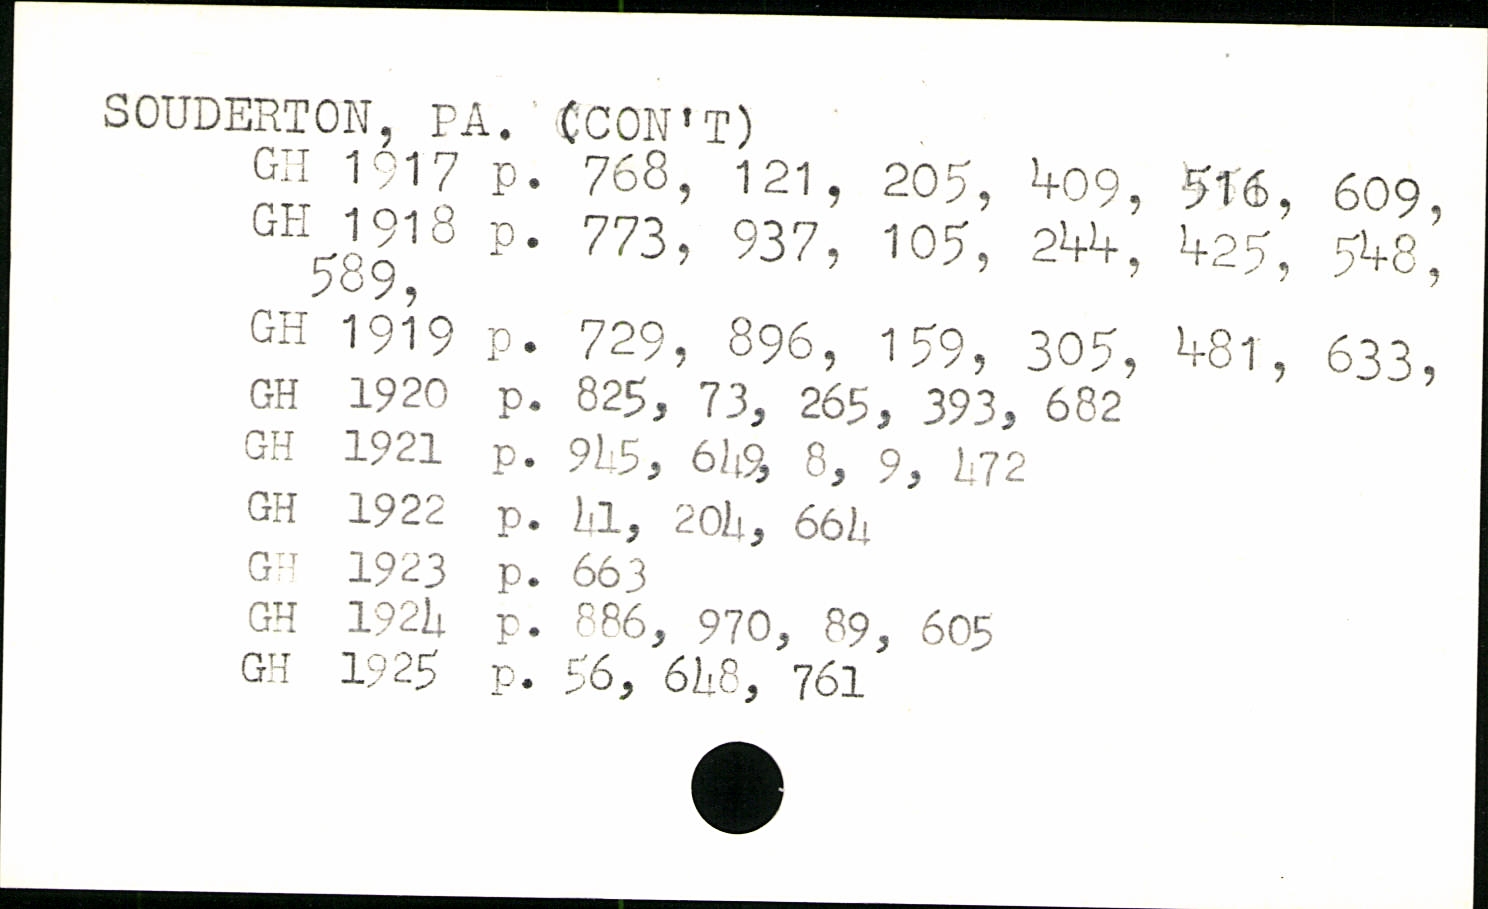 SOUDERTON, PA. (CON'T)
GH 1917 p. 768, 121, 205, 409, 516, 609,
GH 1918 p. 773, 937, 105, 244, 425, 548,
589,
GH 1919 p. 729, 896, 159, 305, 481, 633,
GH 1920 p. 825, 73, 265, 393, 682
GH 1921 p. 945, 649, 8, 9, 472
GH 1922 p. 41, 204, 664
GH 1923 p. 663
GH 1924 p. 886, 970, 89, 605
GH 1925 p. 56, 648, 761